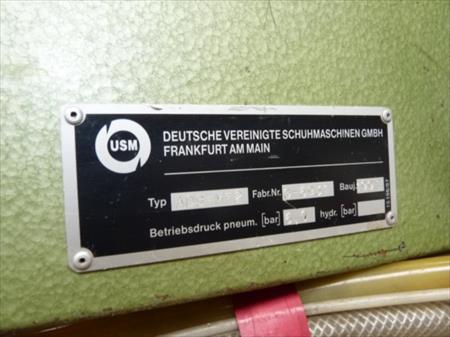 USM
DEUTSCHE VEREINIGTE SCHUHMASCHINEN GMBH
FRANKFURT AM MAIN
Typ Fabr.Nr. Bauj.
Betriebsdruck pneum. [bar] hydr. [bar]